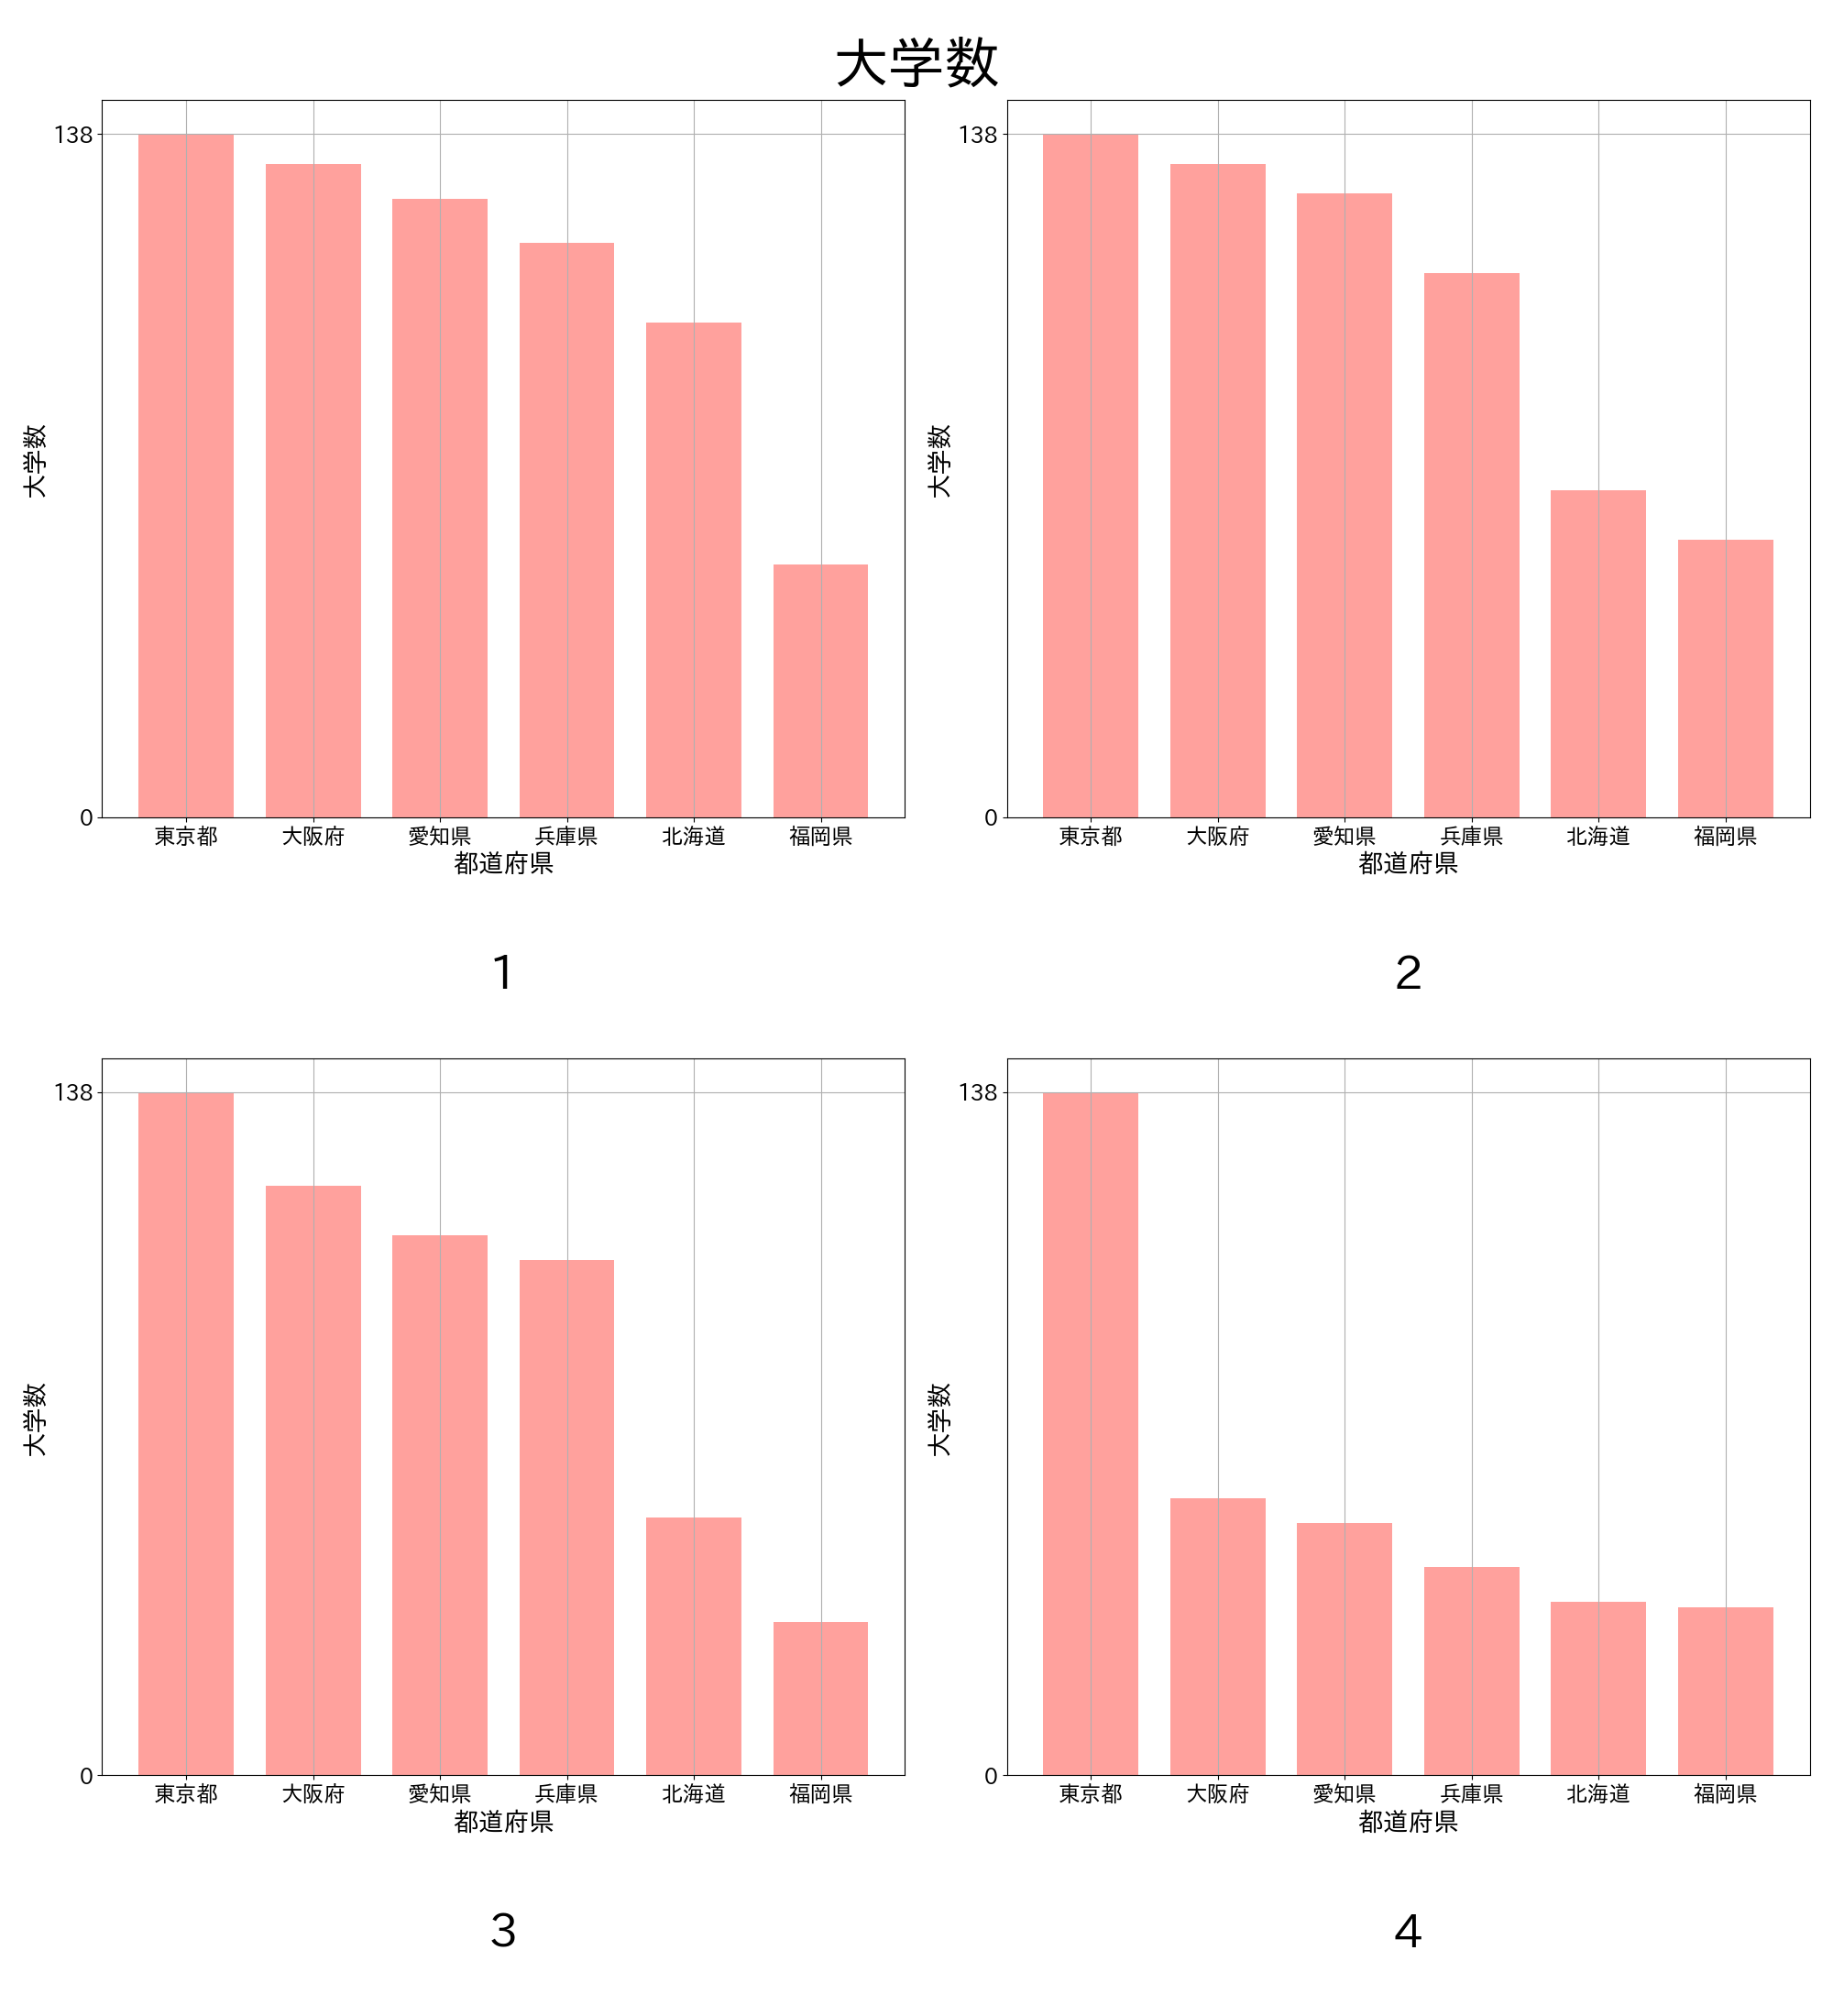 大学数
138
0
大学数
東京都 大阪府 愛知県 兵庫県 北海道 福岡県
都道府県
1
138
0
大学数
東京都 大阪府 愛知県 兵庫県 北海道 福岡県
都道府県
2
138
0
大学数
東京都 大阪府 愛知県 兵庫県 北海道 福岡県
都道府県
3
138
0
大学数
東京都 大阪府 愛知県 兵庫県 北海道 福岡県
都道府県
4